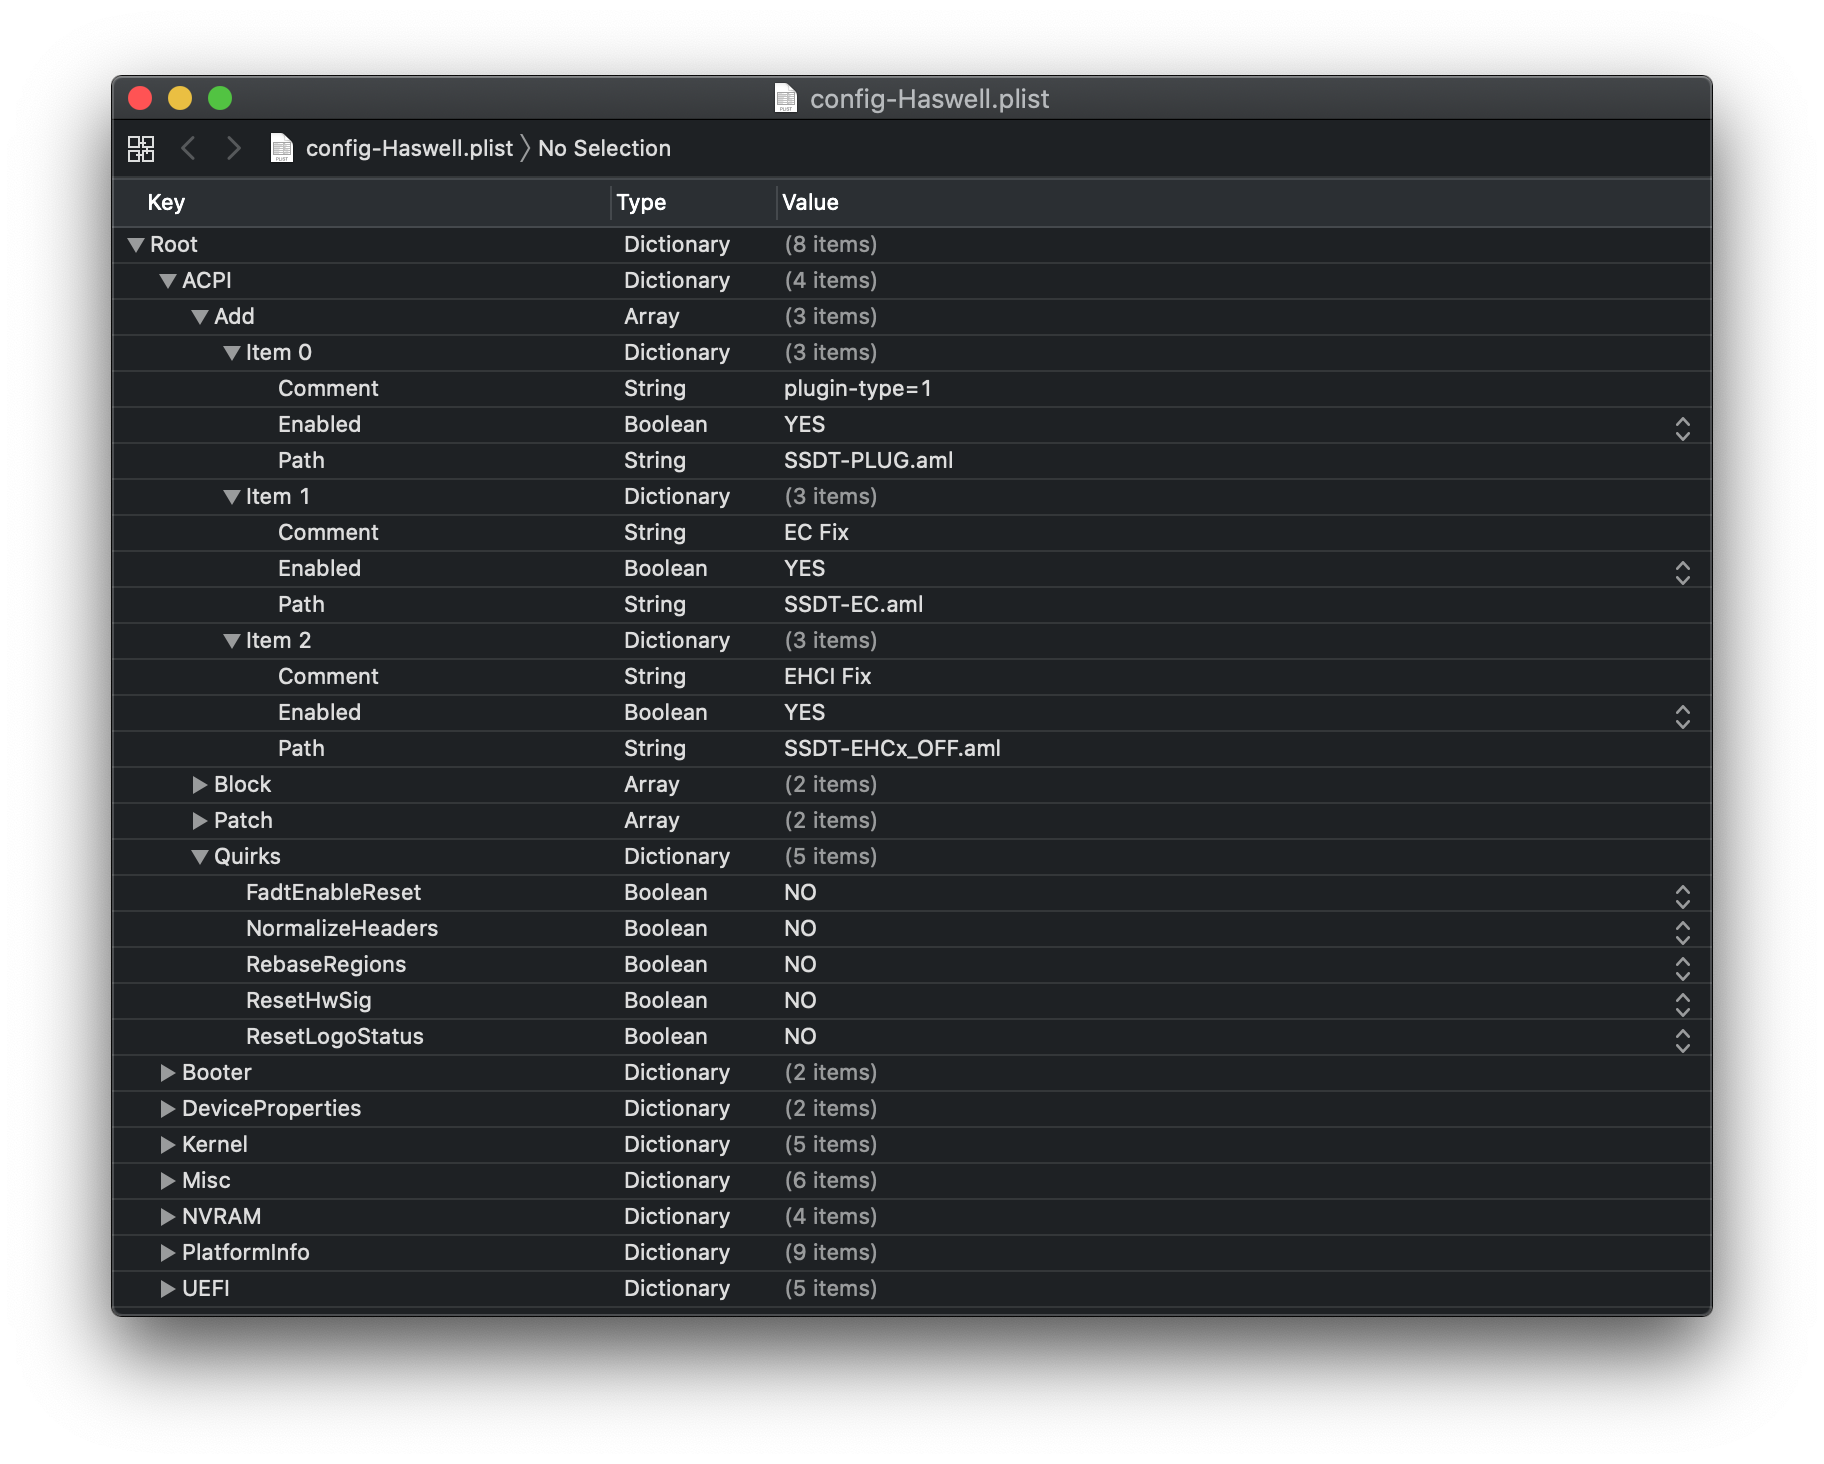 config-Haswell.plist
config-Haswell.plist No Selection
Key Type Value
Root Dictionary (8 items)
ACPI Dictionary (4 items)
Add Array (3 items)
Item 0 Dictionary (3 items)
Comment String plugin-type=1
Enabled Boolean YES
Path String SSDT-PLUG.aml
Item 1 Dictionary (3 items)
Comment String EC Fix
Enabled Boolean YES
Path String SSDT-EC.aml
Item 2 Dictionary (3 items)
Comment String EHCI Fix
Enabled Boolean YES
Path String SSDT-EHCx_OFF.aml
Block Array (2 items)
Patch Array (2 items)
Quirks Dictionary (5 items)
FadtEnableReset Boolean NO
NormalizeHeaders Boolean NO
RebaseRegions Boolean NO
ResetHwSig Boolean NO
ResetLogoStatus Boolean NO
Booter Dictionary (2 items)
DeviceProperties Dictionary (2 items)
Kernel Dictionary (5 items)
Misc Dictionary (6 items)
NVRAM Dictionary (4 items)
PlatformInfo Dictionary (9 items)
UEFI Dictionary (5 items)